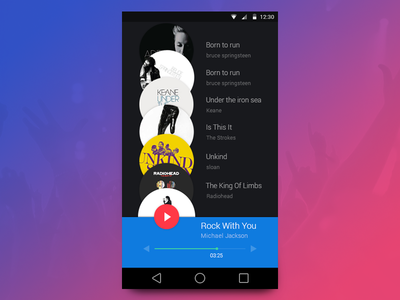 12:30
Born to run
bruce springsteen
Born to run
bruce springsteen
KEANE
UNDER
Under the iron sea
Keane
Is This It
The Strokes
UNKIND
Unkind
sloan
RADIOHEAD
The King Of Limbs
Radiohead
Rock With You
Michael Jackson
03:25